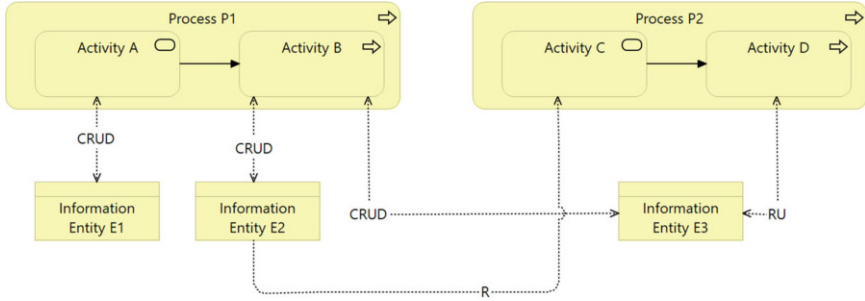 Process P1
Process P2
Activity A
Activity B
Activity C
Activity D
CRUD
CRUD
Information
Entity E1
Information
Entity E2
CRUD
Information
Entity E3
RU
R